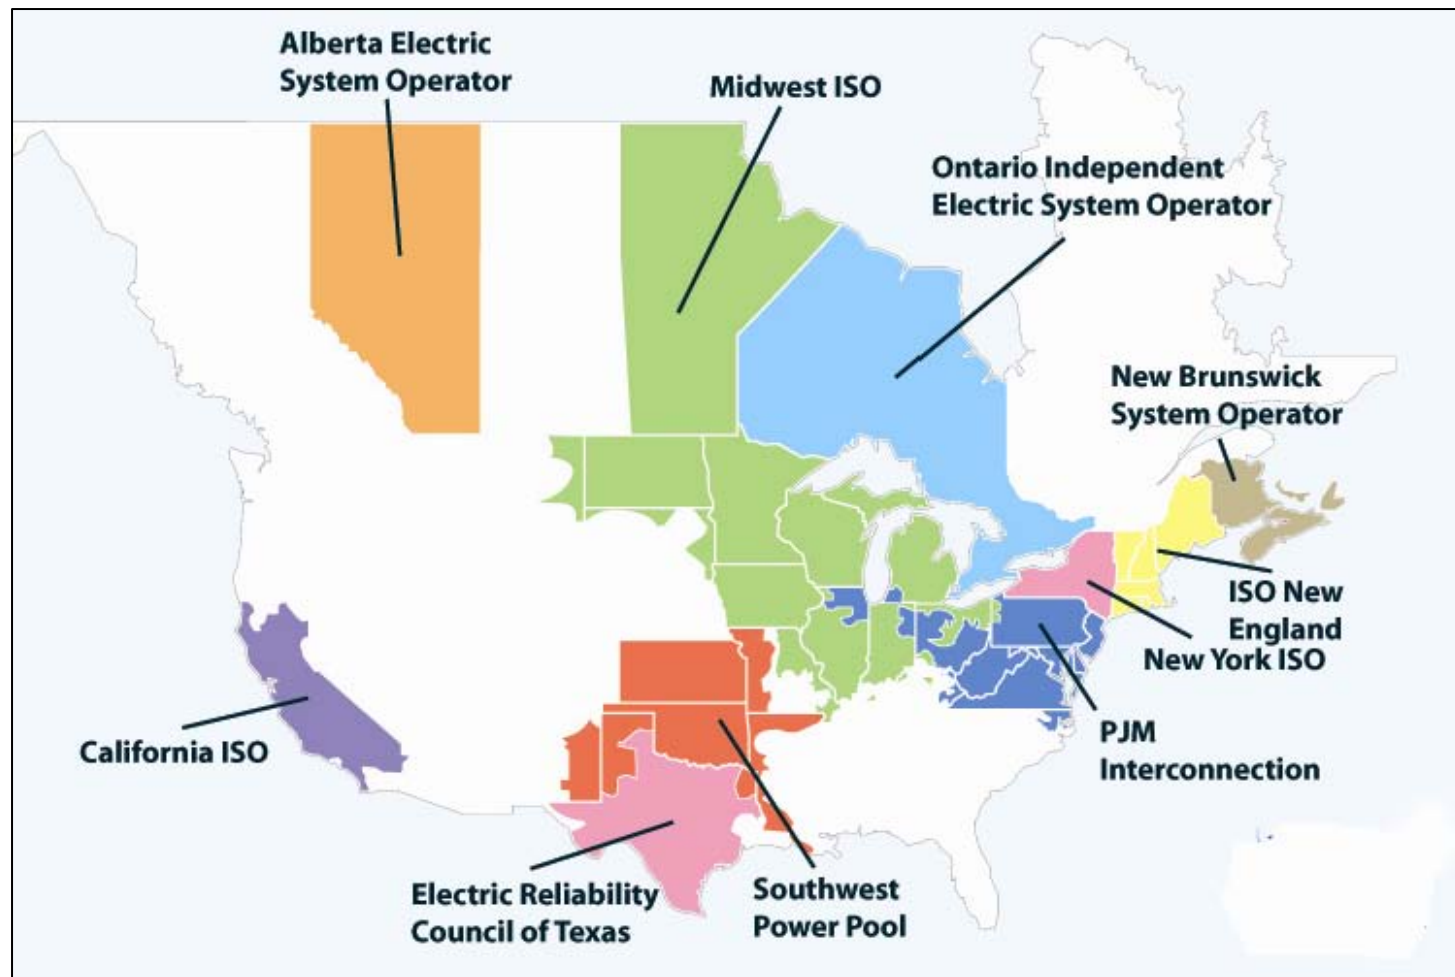 Alberta Electric
System Operator
Midwest ISO
Ontario Independent
Electric System Operator
New Brunswick
System Operator
ISO New
England
New York ISO
PJM
Interconnection
California ISO
Electric Reliability
Council of Texas
Southwest
Power Pool